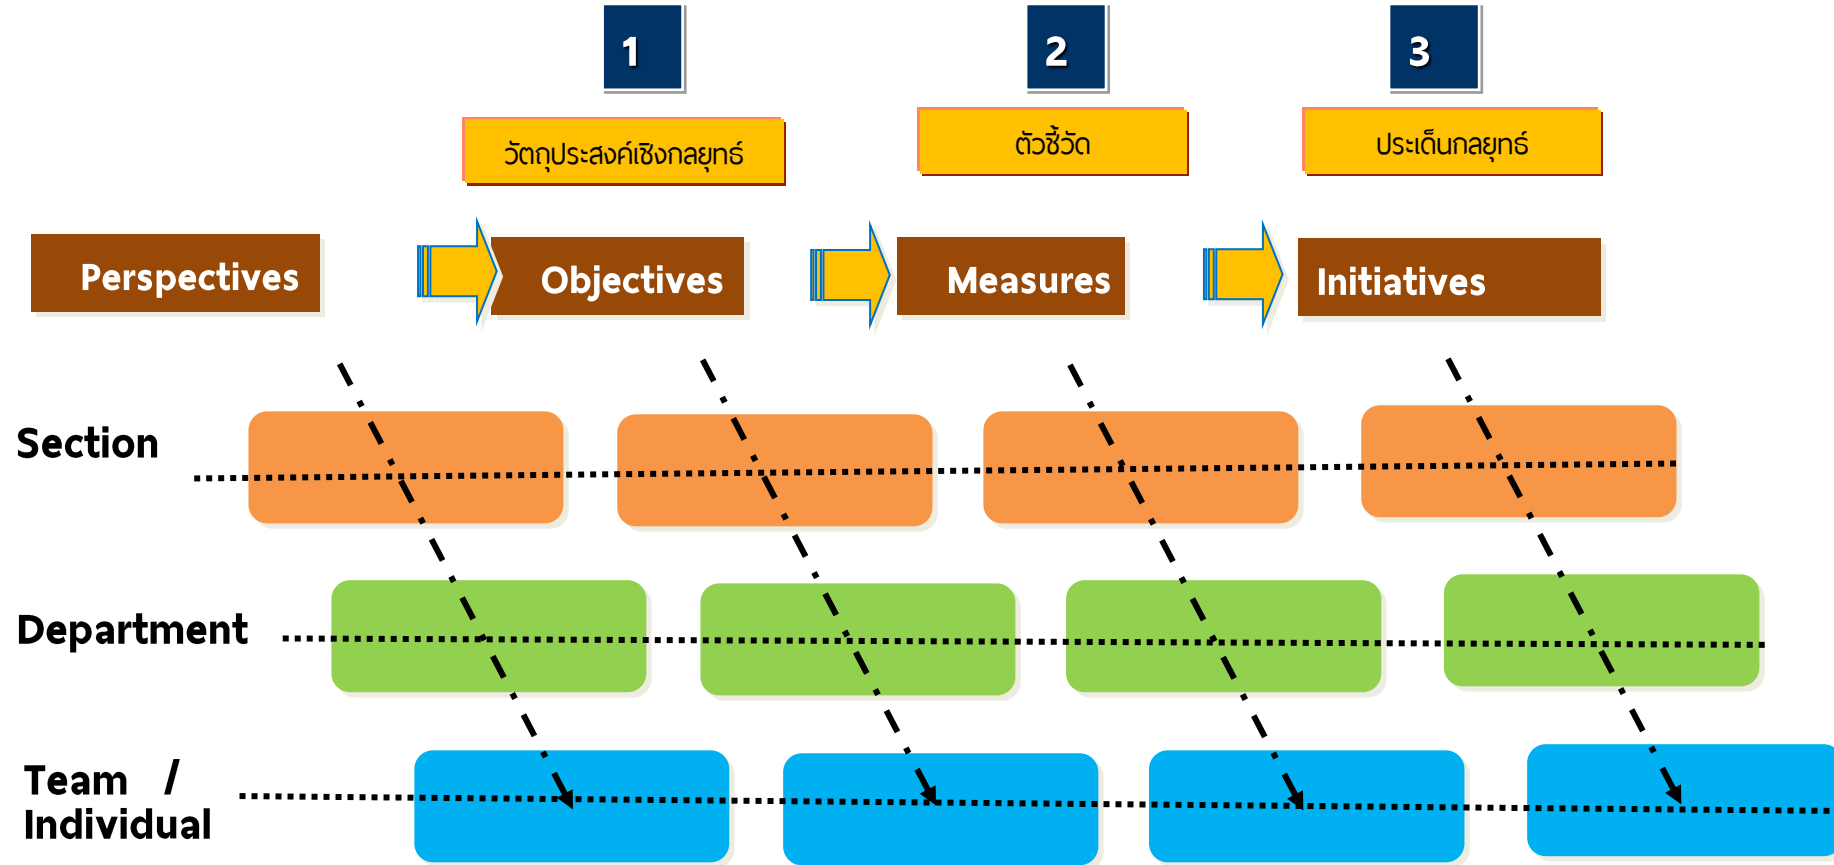 1
2
3
วัตถุประสงค์เชิงกลยุทธ์
ตัวชี้วัด
ประเด็นกลยุทธ์
Perspectives
Objectives
Measures
Initiatives
Section
Department
Team /
Individual